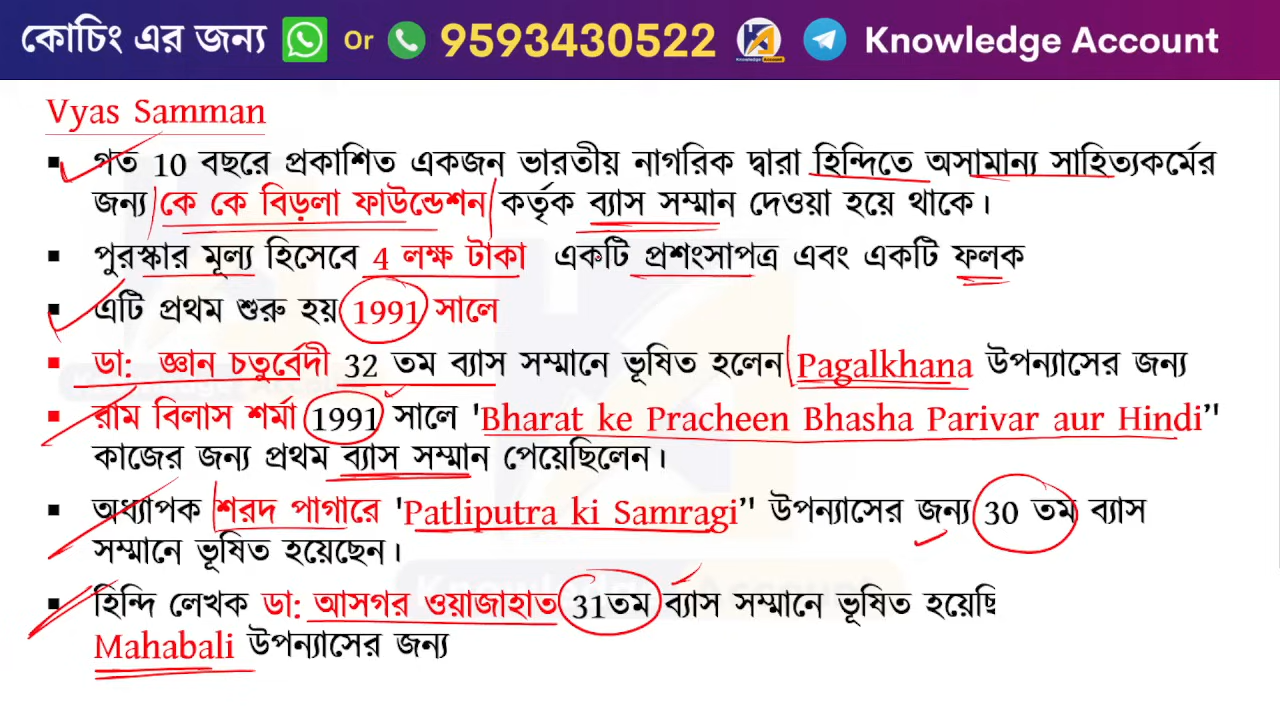 কোচিং এর জন্য Or 9593430522 Knowledge Account
Vyas Samman
▪ গত 10 বছরে প্রকাশিত একজন ভারতীয় নাগরিক দ্বারা হিন্দিতে অসামান্য সাহিত্যকর্মের
জন্য কে কে বিড়লা ফাউন্ডেশন কর্তৃক ব্যাস সম্মান দেওয়া হয়ে থাকে।
▪ পুরস্কার মূল্য হিসেবে 4 লক্ষ টাকা একটি প্রশংসাপত্র এবং একটি ফলক
▪ এটি প্রথম শুরু হয় 1991 সালে
▪ ডা: জ্ঞান চতুর্বেদী 32 তম ব্যাস সম্মানে ভূষিত হলেন Pagalkhana উপন্যাসের জন্য
▪ রাম বিলাস শর্মা 1991 সালে 'Bharat ke Pracheen Bhasha Parivar aur Hindi”
কাজের জন্য প্রথম ব্যাস সম্মান পেয়েছিলেন।
▪ অধ্যাপক শরদ পাগারে 'Patliputra ki Samragi” উপন্যাসের জন্য 30 তম ব্যাস
সম্মানে ভূষিত হয়েছেন।
▪ হিন্দি লেখক ডা: আসগর ওয়াজাহাত 31তম ব্যাস সম্মানে ভূষিত হয়েছি
Mahabali উপন্যাসের জন্য